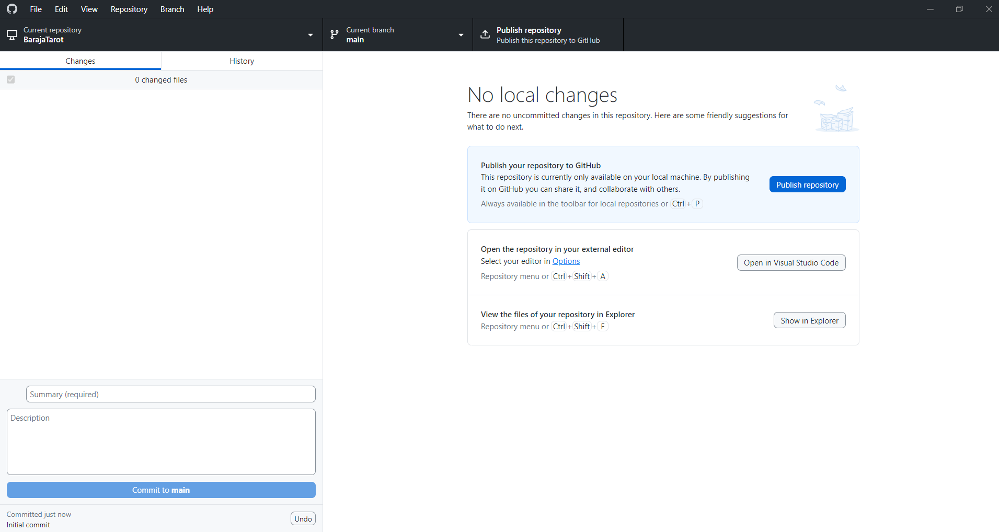 File Edit View Repository Branch Help
Current repository
BarajaTarot
Current branch
main
Publish repository
Publish this repository to GitHub
Changes
History
0 changed files
No local changes
There are no uncommitted changes in this repository. Here are some friendly suggestions for
what to do next.
Publish your repository to GitHub
This repository is currently only available on your local machine. By publishing
it on GitHub you can share it, and collaborate with others.
Always available in the toolbar for local repositories or Ctrl + P
Publish repository
Open the repository in your external editor
Select your editor in Options
Repository menu or Ctrl + Shift + A
Open in Visual Studio Code
View the files of your repository in Explorer
Repository menu or Ctrl + Shift + F
Show in Explorer
Summary (required)
Description
Commit to main
Committed just now
Initial commit
Undo